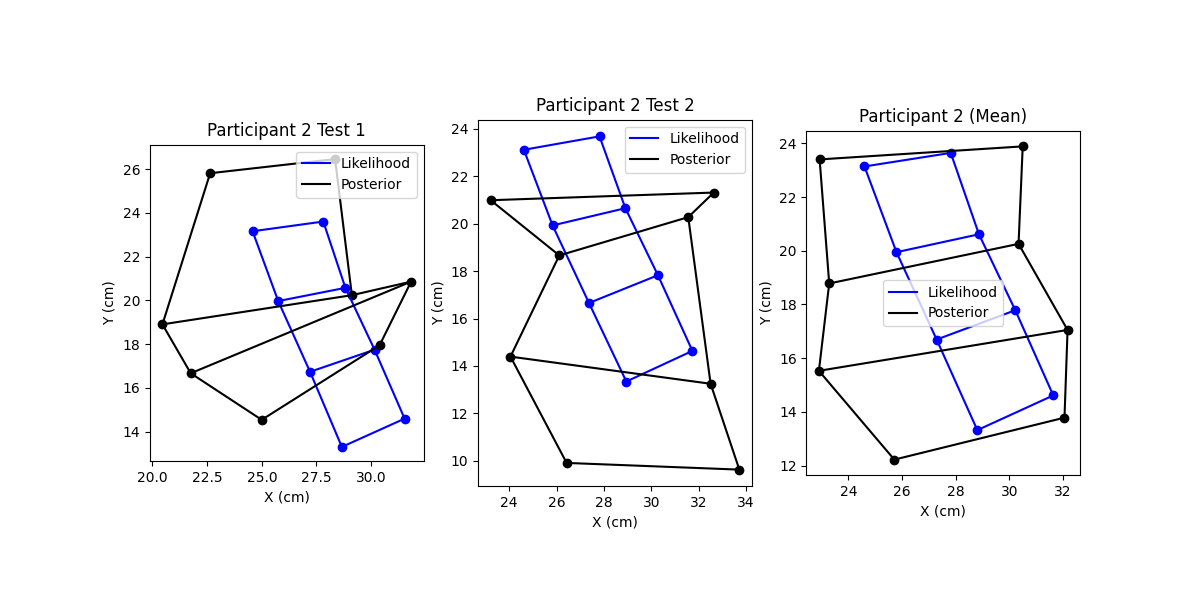 Participant 2 Test 1
26
24
22
20
18
16
14
Y (cm)
20.0 22.5 25.0 27.5 30.0
X (cm)
Likelihood
Posterior
Participant 2 Test 2
24
22
20
18
16
14
12
10
Y (cm)
24 26 28 30 32 34
X (cm)
Likelihood
Posterior
Participant 2 (Mean)
24
22
20
18
16
14
12
Y (cm)
24 26 28 30 32
X (cm)
Likelihood
Posterior